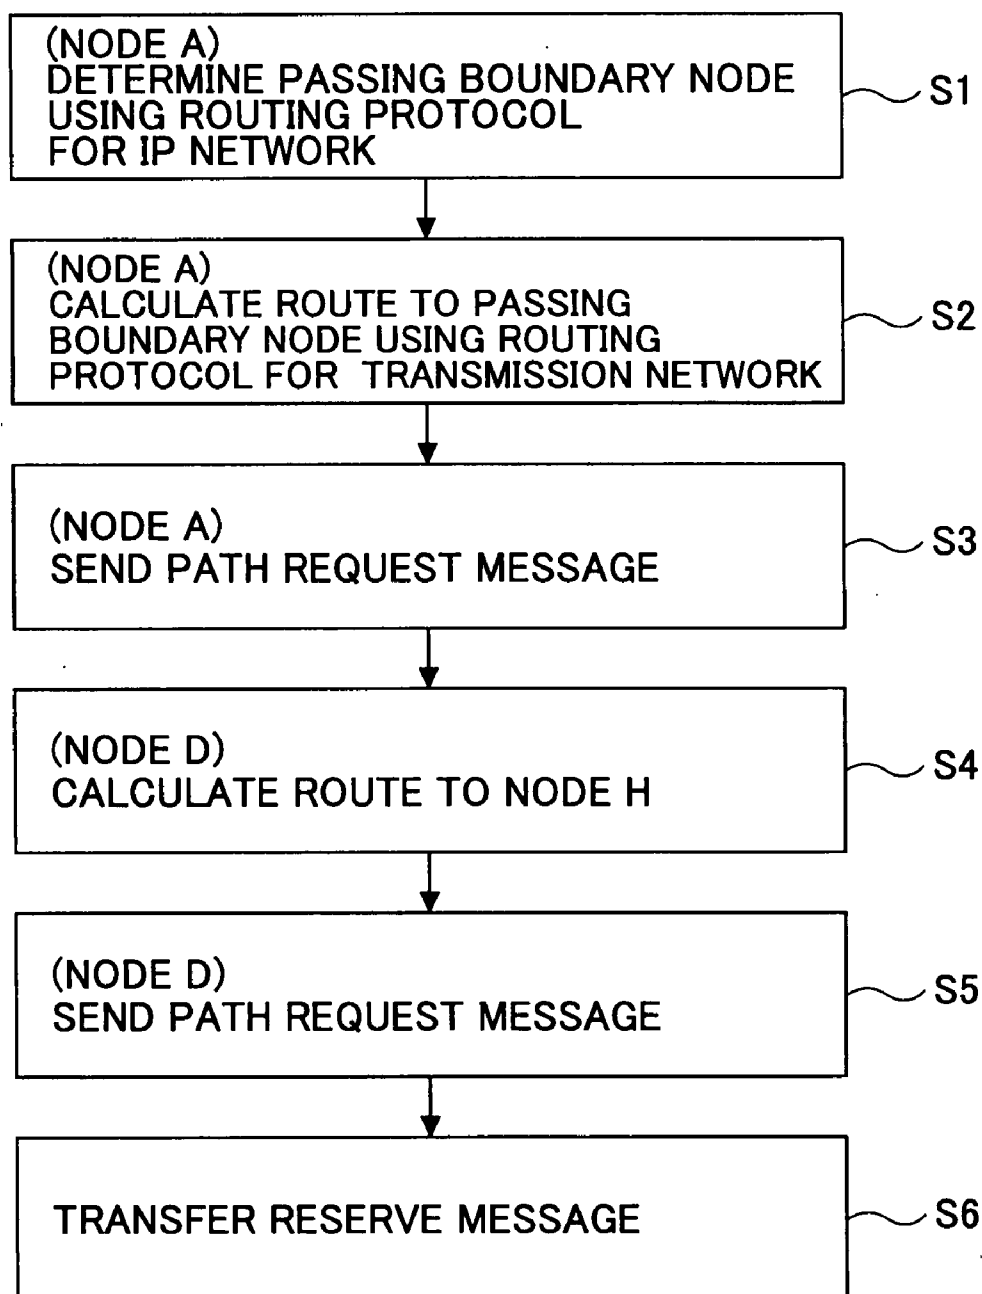 (NODE A)
DETERMINE PASSING BOUNDARY NODE
USING ROUTING PROTOCOL
FOR IP NETWORK
S1
(NODE A)
CALCULATE ROUTE TO PASSING
BOUNDARY NODE USING ROUTING
PROTOCOL FOR TRANSMISSION NETWORK
S2
(NODE A)
SEND PATH REQUEST MESSAGE
S3
(NODE D)
CALCULATE ROUTE TO NODE H
S4
(NODE D)
SEND PATH REQUEST MESSAGE
S5
TRANSFER RESERVE MESSAGE
S6